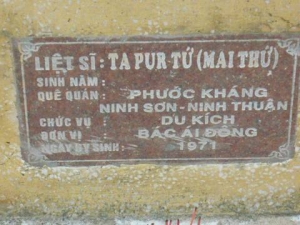 LIỆT SĨ : TA PUR TỨ (MAI THỨ)
SINH NĂM :
QUÊ QUÁN : PHƯỚC KHÁNG
NINH SƠN - NINH THUẬN
CHỨC VỤ : DU KÍCH
ĐƠN VỊ : BÁC ÁI ĐÔNG
NGÀY HY SINH : 1971